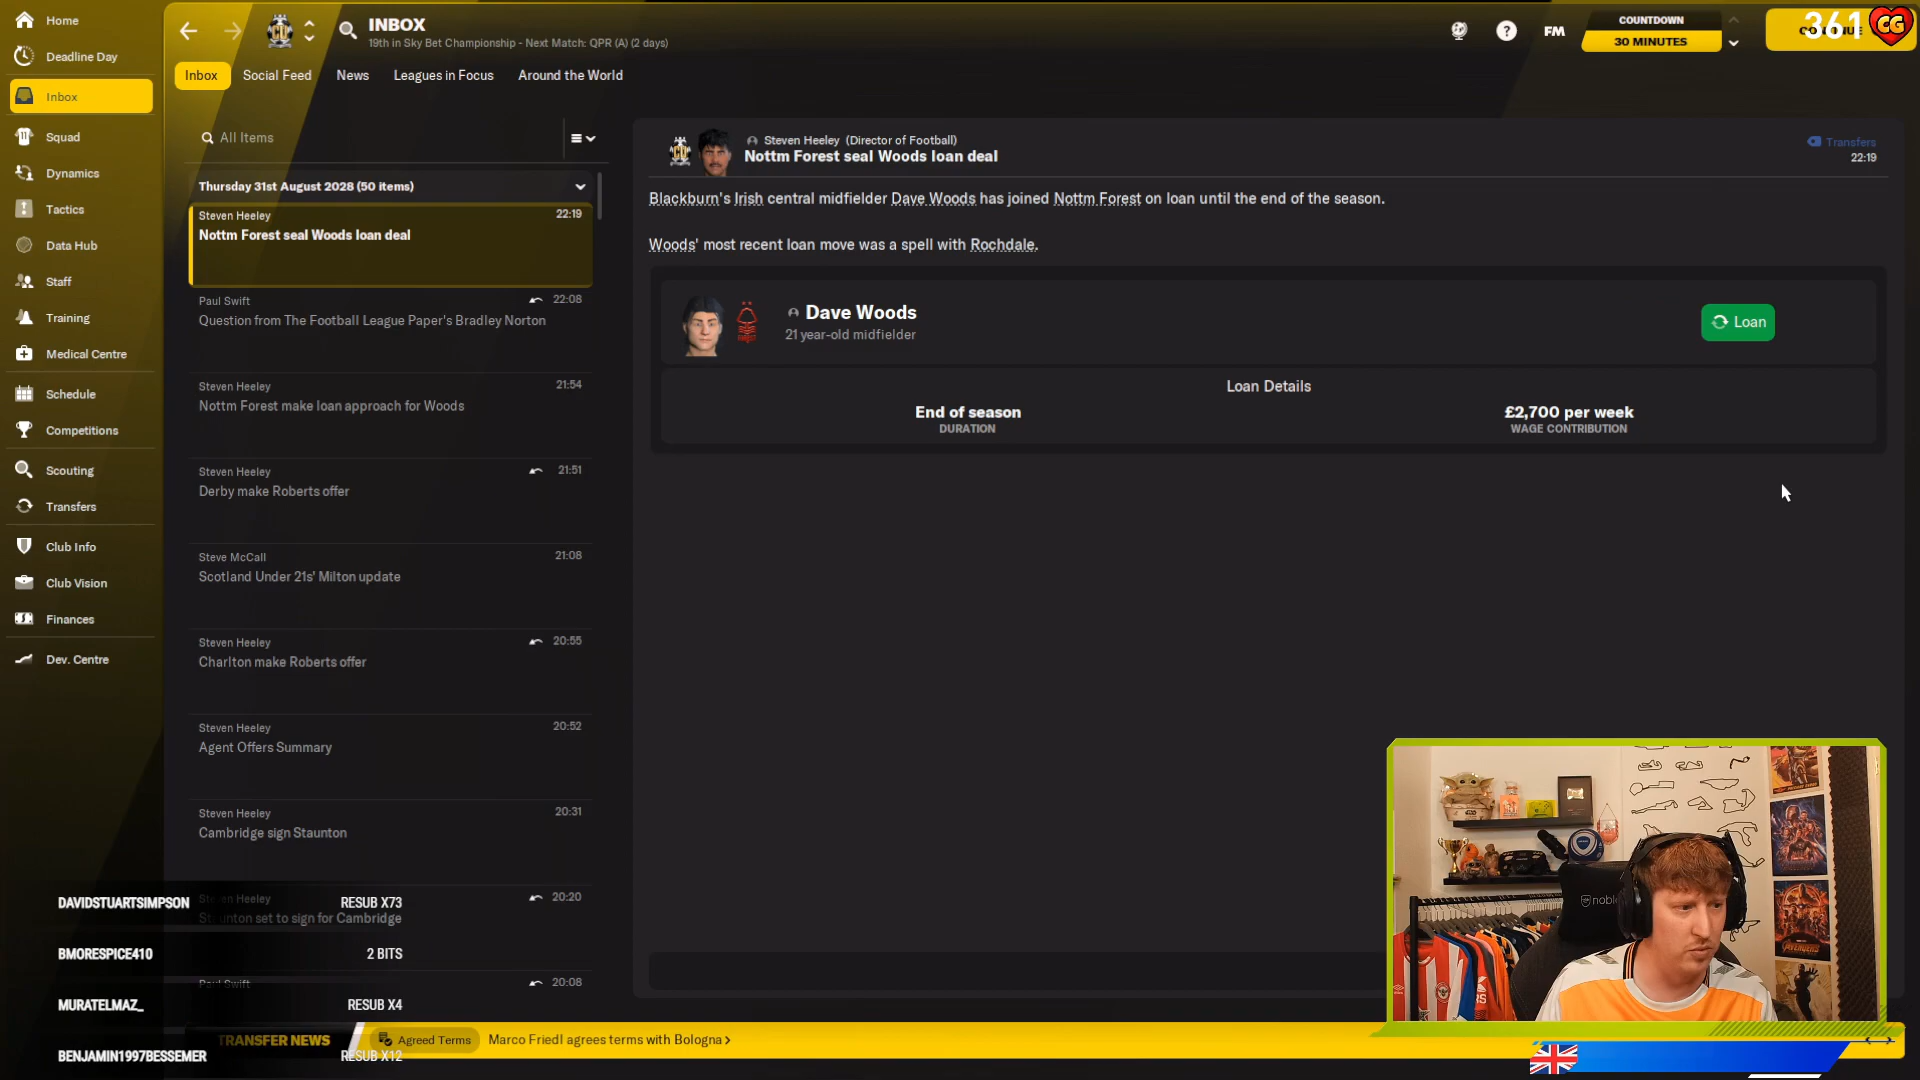 Home
Deadline Day
Inbox
Squad
Dynamics
Tactics
Data Hub
Staff
Training
Medical Centre
Schedule
Competitions
Scouting
Transfers
Club Info
Club Vision
Finances
Dev. Centre
INBOX
19th in Sky Bet Championship - Next Match: QPR (A) (2 days)
FM
COUNTDOWN
30 MINUTES
361
CG
Inbox
Social Feed
News
Leagues in Focus
Around the World
All Items
Thursday 31st August 2028 (50 items)
Steven Heeley
22:19
Nottm Forest seal Woods loan deal
Paul Swift
22:08
Question from The Football League Paper's Bradley Norton
Steven Heeley
21:54
Nottm Forest make loan approach for Woods
Steven Heeley
21:51
Derby make Roberts offer
Steve McCall
21:08
Scotland Under 21s' Milton update
Steven Heeley
20:55
Charlton make Roberts offer
Steven Heeley
20:52
Agent Offers Summary
Steven Heeley
20:31
Cambridge sign Staunton
20:20
set to sign for Cambridge
Paul Swift
20:08
Steven Heeley (Director of Football)
Nottm Forest seal Woods loan deal
Transfers
22:19
Blackburn's Irish central midfielder Dave Woods has joined Nottm Forest on loan until the end of the season.
Woods' most recent loan move was a spell with Rochdale.
Dave Woods
21 year-old midfielder
Loan
Loan Details
End of season
DURATION
£2,700 per week
WAGE CONTRIBUTION
DAVIDSTUARTSIMPSON
RESUB X73
BMORESPICE410
2 BITS
MURATELMAZ_
RESUB X4
BENJAMIN1997BESSEMER
RESUB X12
TRANSFER NEWS
Agreed Terms
Marco Friedl agrees terms with Bologna >